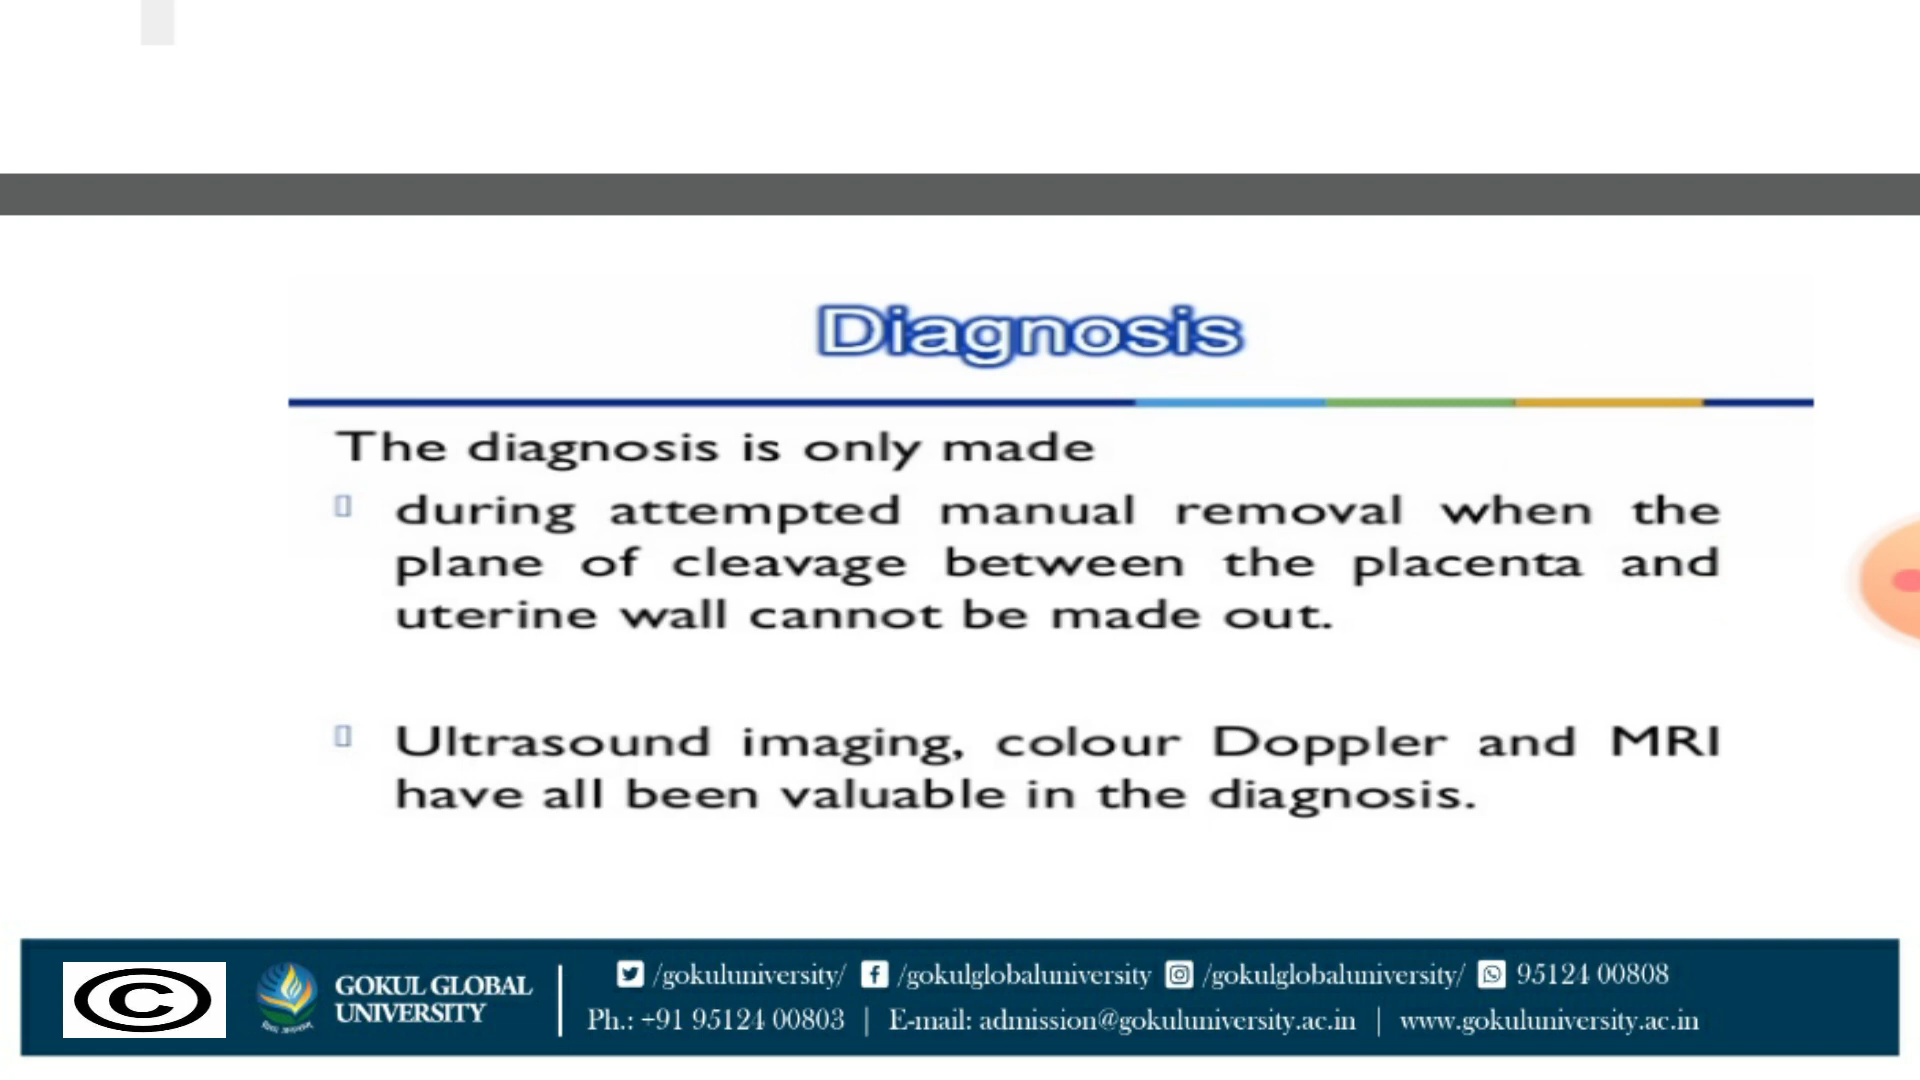 Diagnosis
The diagnosis is only made
during attempted manual removal when the
plane of cleavage between the placenta and
uterine wall cannot be made out.
Ultrasound imaging, colour Doppler and MRI
have all been valuable in the diagnosis.
©
GOKUL GLOBAL
UNIVERSITY
/gokuluniversity/ /gokulglobaluniversity /gokulglobaluniversity/ 95124 00808
Ph.: +91 95124 00803 | E-mail: admission@gokuluniversity.ac.in | www.gokuluniversity.ac.in